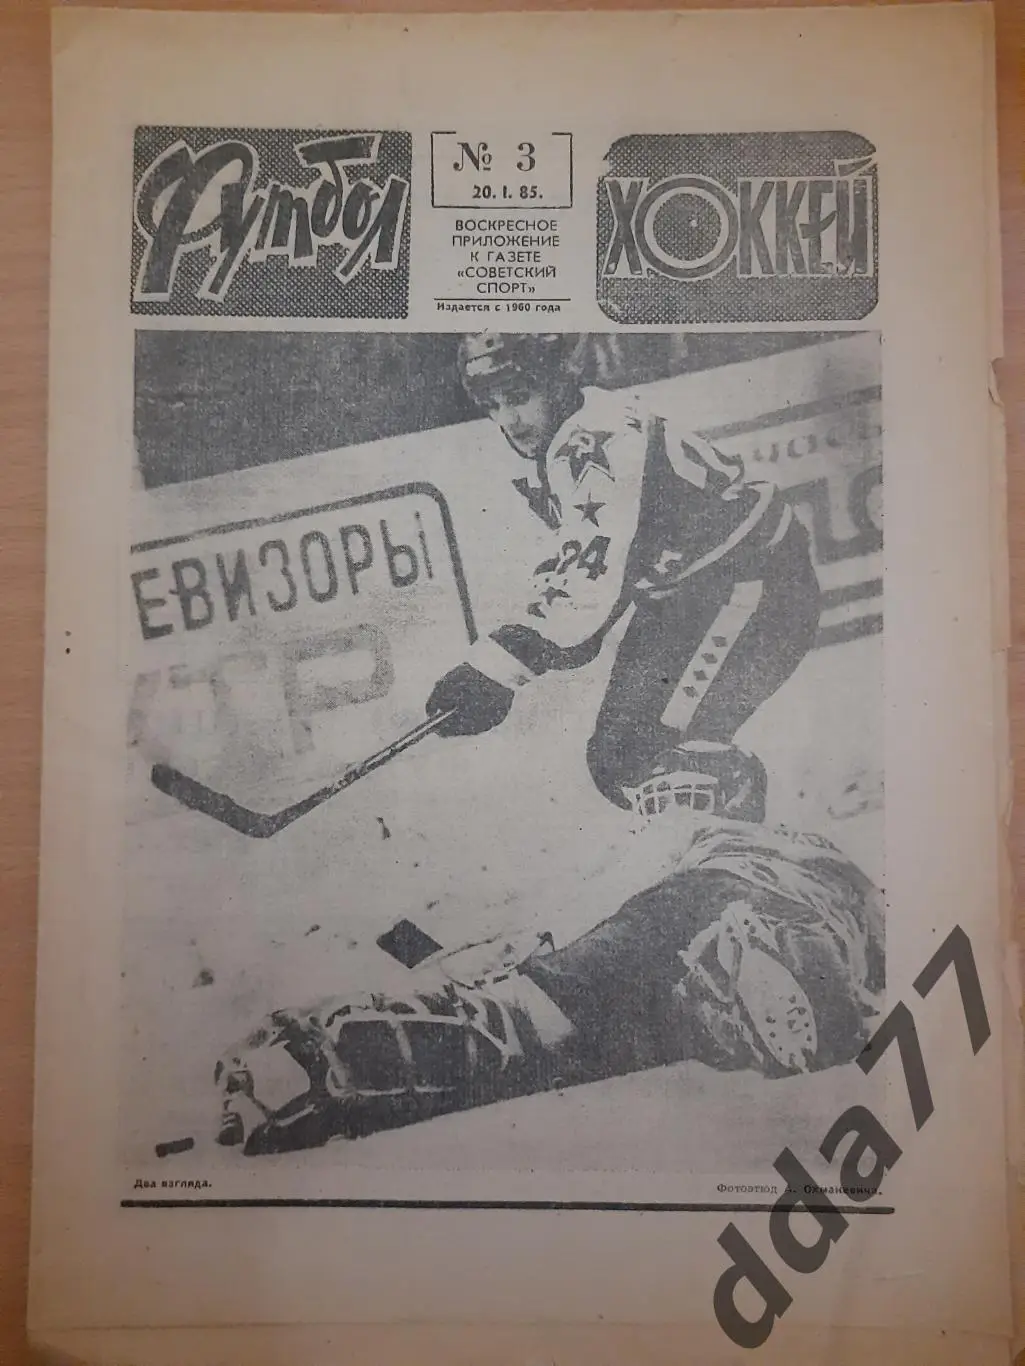 Футбол
№ 3
20. I. 85.
ВОСКРЕСНОЕ
ПРИЛОЖЕНИЕ
К ГАЗЕТЕ
«СОВЕТСКИЙ
СПОРТ»
Издается с 1960 года
ХОККЕЙ
24
ЕВИЗОРЫ
Два взгляда.
Фотоэтюд А. Охманевича.
dda77